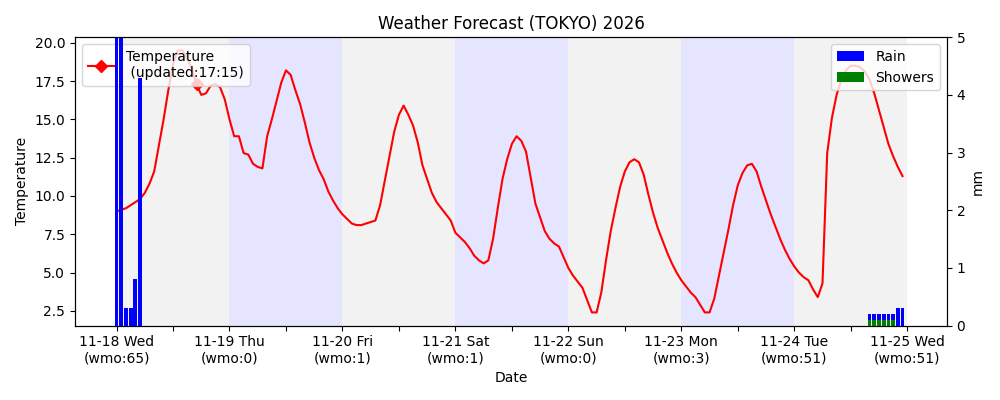 Weather Forecast (TOKYO) 2026
Temperature
(updated:17:15)
Rain
Showers
Temperature
20.0
17.5
15.0
12.5
10.0
7.5
5.0
2.5
5
4
3
2
1
0
mm
11-18 Wed
(wmo:65)
11-19 Thu
(wmo:0)
11-20 Fri
(wmo:1)
11-21 Sat
(wmo:1)
11-22 Sun
(wmo:0)
11-23 Mon
(wmo:3)
11-24 Tue
(wmo:51)
11-25 Wed
(wmo:51)
Date